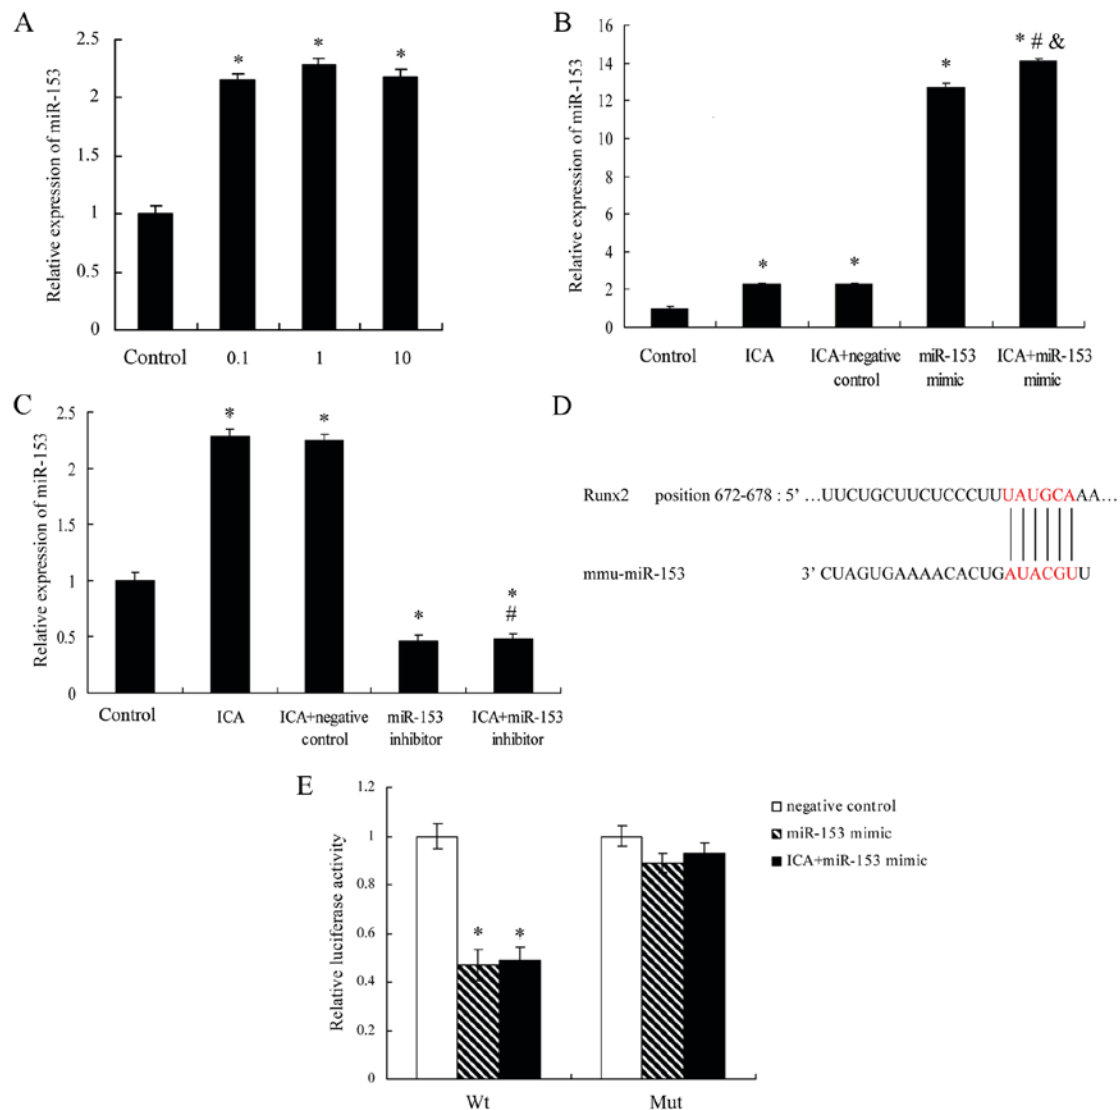 A
Relative expression of miR-153
2.5
2
1.5
1
0.5
0
*
*
*
Control 0.1 1 10
B
Relative expression of miR-153
16
14
12
10
8
6
4
2
0
*
*
*
* # &
Control ICA ICA+negative control miR-153 mimic ICA+miR-153 mimic
C
Relative expression of miR-153
2.5
2
1.5
1
0.5
0
*
*
*
*
#
Control ICA ICA+negative control miR-153 inhibitor ICA+miR-153 inhibitor
D
Runx2 position 672-678 : 5’ …UUCUGCUUCUCCCUUUAUGCAAA…
mmu-miR-153 3’ CUAGUGAAAACACUGAUACGUU
E
Relative luciferase activity
1.2
1
0.8
0.6
0.4
0.2
0
* *
Wt Mut
negative control
miR-153 mimic
ICA+miR-153 mimic